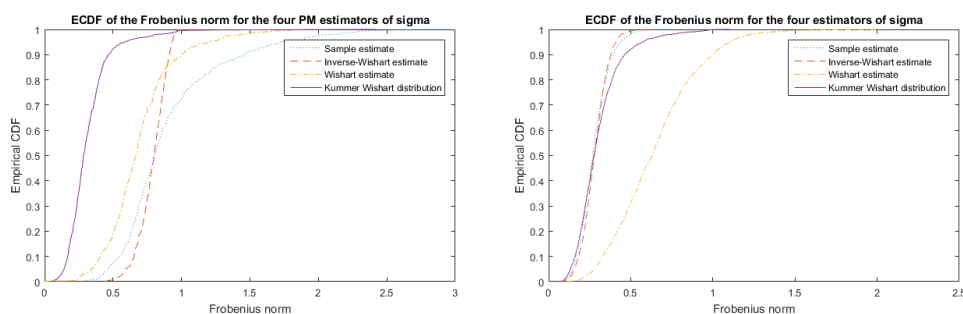 ECDF of the Frobenius norm for the four PM estimators of sigma
1
0.9
0.8
0.7
0.6
0.5
0.4
0.3
0.2
0.1
0
Empirical CDF
Sample estimate
Inverse-Wishart estimate
Wishart estimate
Kummer Wishart distribution
0 0.5 1 1.5 2 2.5 3
Frobenius norm
ECDF of the Frobenius norm for the four estimators of sigma
1
0.9
0.8
0.7
0.6
0.5
0.4
0.3
0.2
0.1
0
Empirical CDF
Sample estimate
Inverse-Wishart estimate
Wishart estimate
Kummer Wishart distribution
0 0.5 1 1.5 2 2.5
Frobenius norm